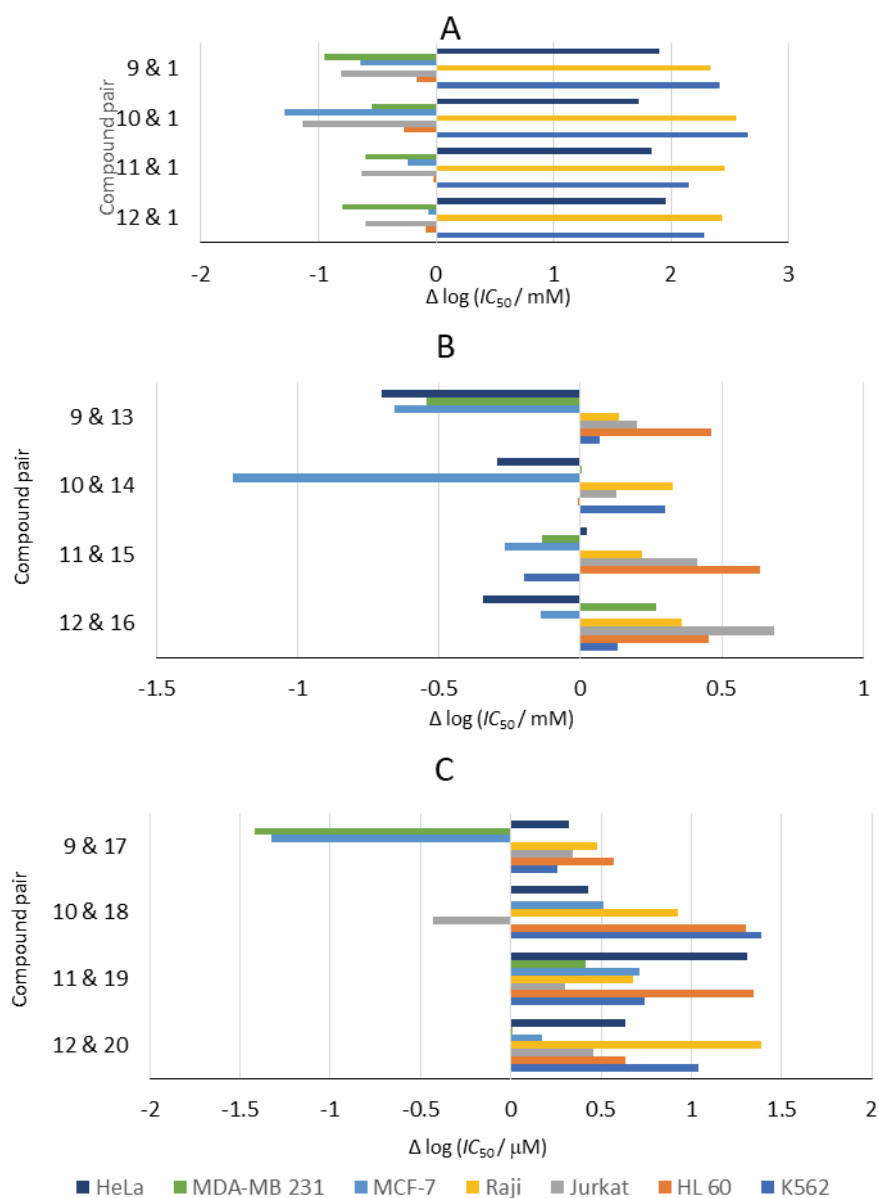 A
Compound pair
9 & 1
10 & 1
11 & 1
12 & 1
-2 -1 0 1 2 3
Δ log (IC₅₀ / mM)
B
Compound pair
9 & 13
10 & 14
11 & 15
12 & 16
-1.5 -1 -0.5 0 0.5 1
Δ log (IC₅₀ / mM)
C
Compound pair
9 & 17
10 & 18
11 & 19
12 & 20
-2 -1.5 -1 -0.5 0 0.5 1 1.5 2
Δ log (IC₅₀ / µM)
HeLa MDA-MB 231 MCF-7 Raji Jurkat HL 60 K562